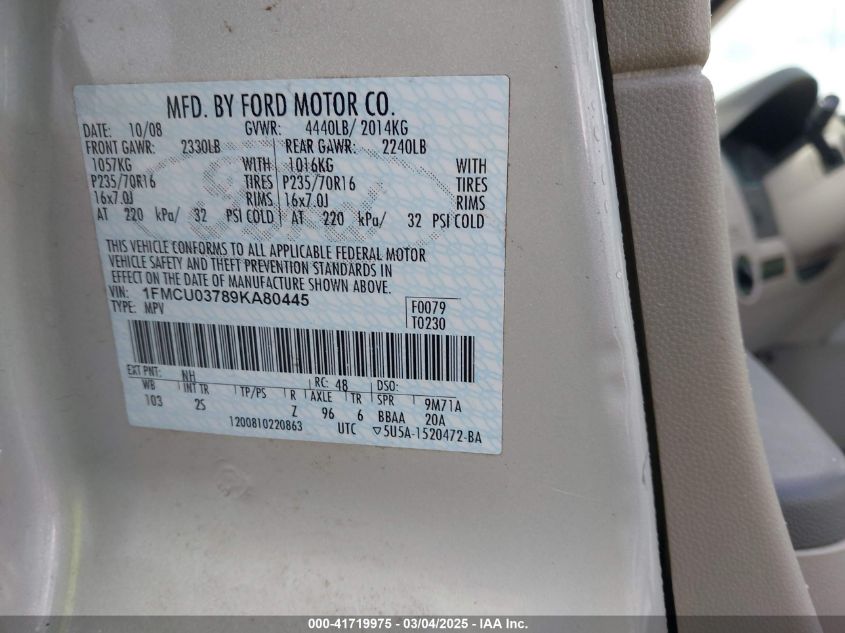 MFD. BY FORD MOTOR CO.
DATE: 10/08 GVWR: 4440LB/ 2014KG
FRONT GAWR: 2330LB REAR GAWR: 2240LB
1057KG WITH 1016KG WITH
P235/70R16 TIRES P235/70R16 TIRES
16x7.0J RIMS 16x7.0J RIMS
AT 220 kPa/ 32 PSI COLD AT 220 kPa/ 32 PSI COLD
THIS VEHICLE CONFORMS TO ALL APPLICABLE FEDERAL MOTOR
VEHICLE SAFETY AND THEFT PREVENTION STANDARDS IN
EFFECT ON THE DATE OF MANUFACTURE SHOWN ABOVE.
VIN: 1FMCU03789KA80445 F0079
TYPE: MPV T0230
EXT PNT: NH RC: 48 DSO:
WB INT TR TP/PS R AXLE TR SPR 9M71A
103 2S Z 96 6 BBAA 20A
1200810220863 UTC ▽5U5A-1520472-BA
000-41719975 - 03/04/2025 - IAA Inc.